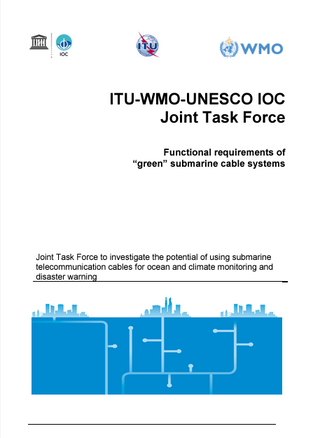 IOC
ITU
WMO
ITU-WMO-UNESCO IOC
Joint Task Force
Functional requirements of
“green” submarine cable systems
Joint Task Force to investigate the potential of using submarine
telecommunication cables for ocean and climate monitoring and
disaster warning